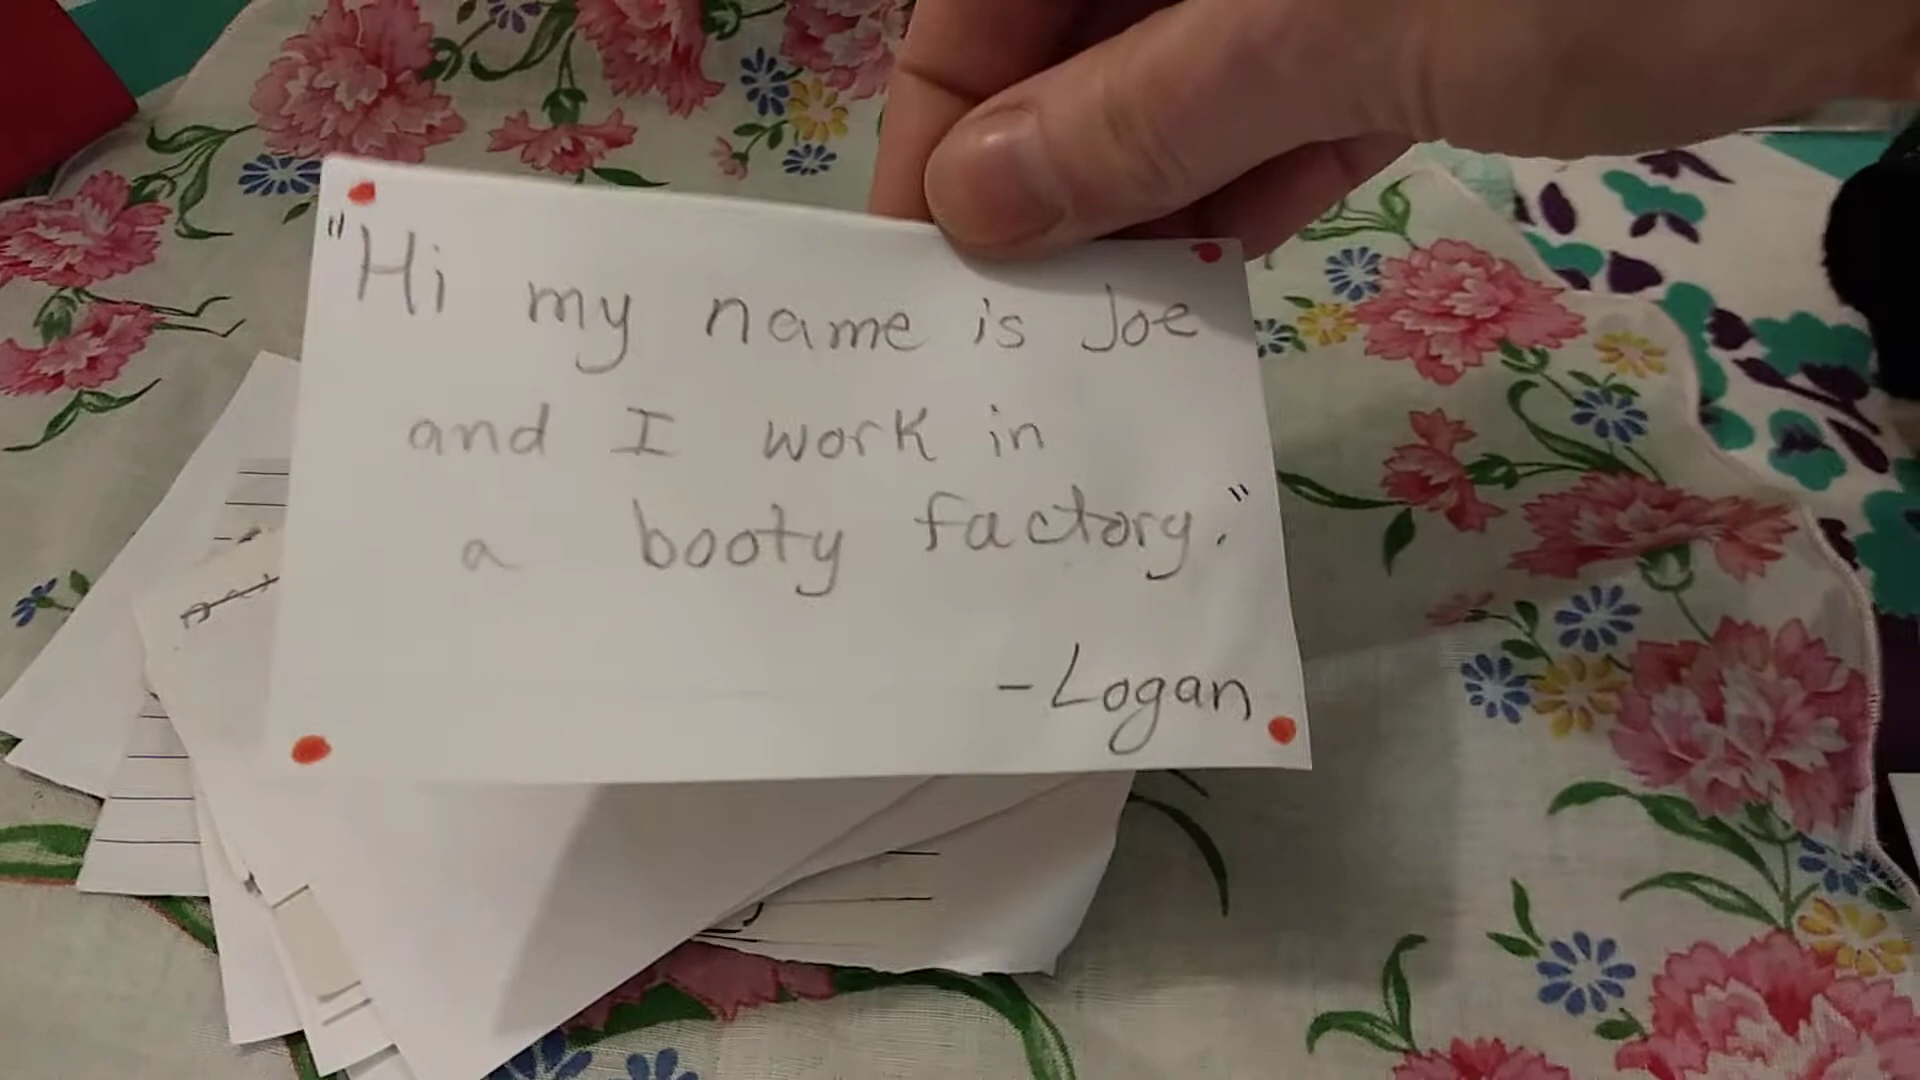 "Hi my name is Joe
and I work in
a booty factory."
-Logan